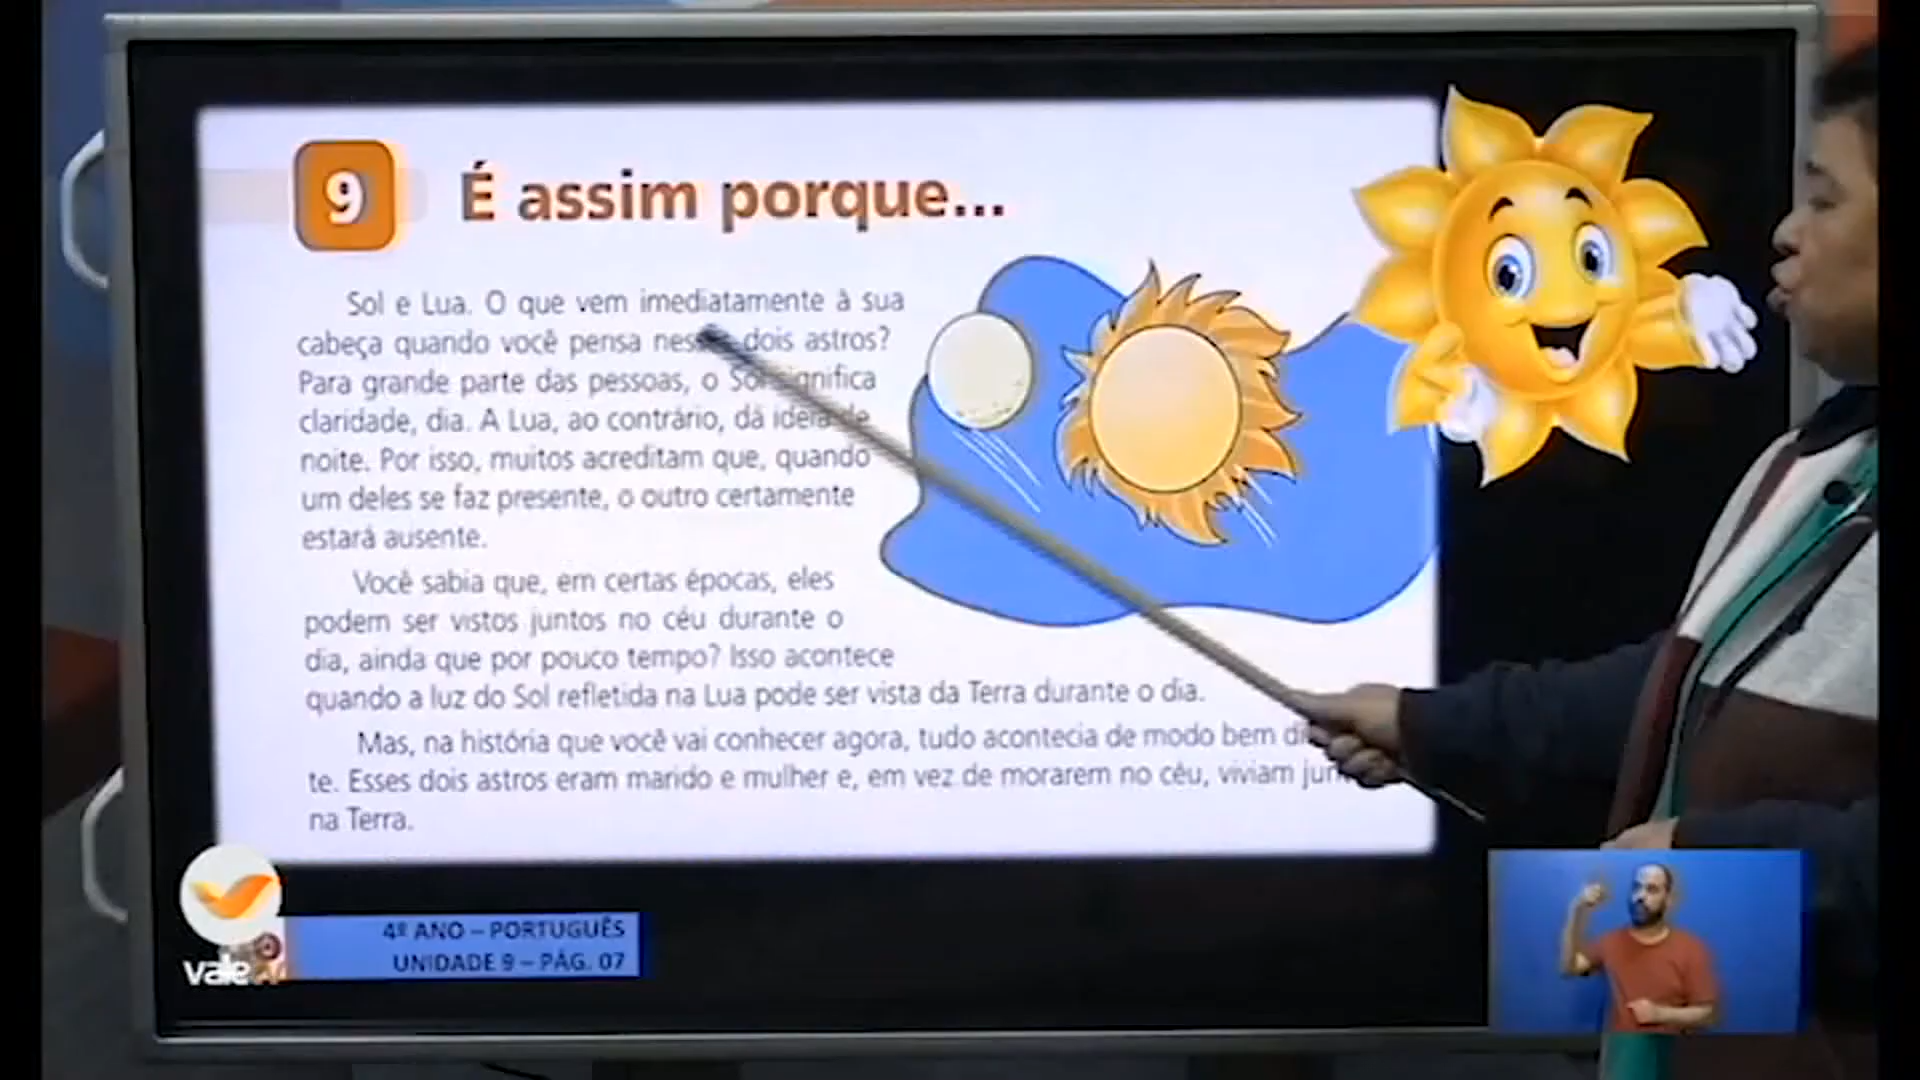 9
É assim porque...
Sol e Lua. O que vem imediatamente à sua
cabeça quando você pensa dois astros?
Para grande parte das pessoas, o Sol significa
claridade, dia. A Lua, ao contrário, dá ideia de
noite. Por isso, muitos acreditam que, quando
um deles se faz presente, o outro certamente
estará ausente.
Você sabia que, em certas épocas, eles
podem ser vistos juntos no céu durante o
dia, ainda que por pouco tempo? Isso acontece
quando a luz do Sol refletida na Lua pode ser vista da Terra durante o dia.
Mas, na história que você vai conhecer agora, tudo acontecia de modo bem
te. Esses dois astros eram marido e mulher e, em vez de morarem no céu, viviam
na Terra.
4º ANO – PORTUGUÊS
UNIDADE 9 – PÁG. 07
vale